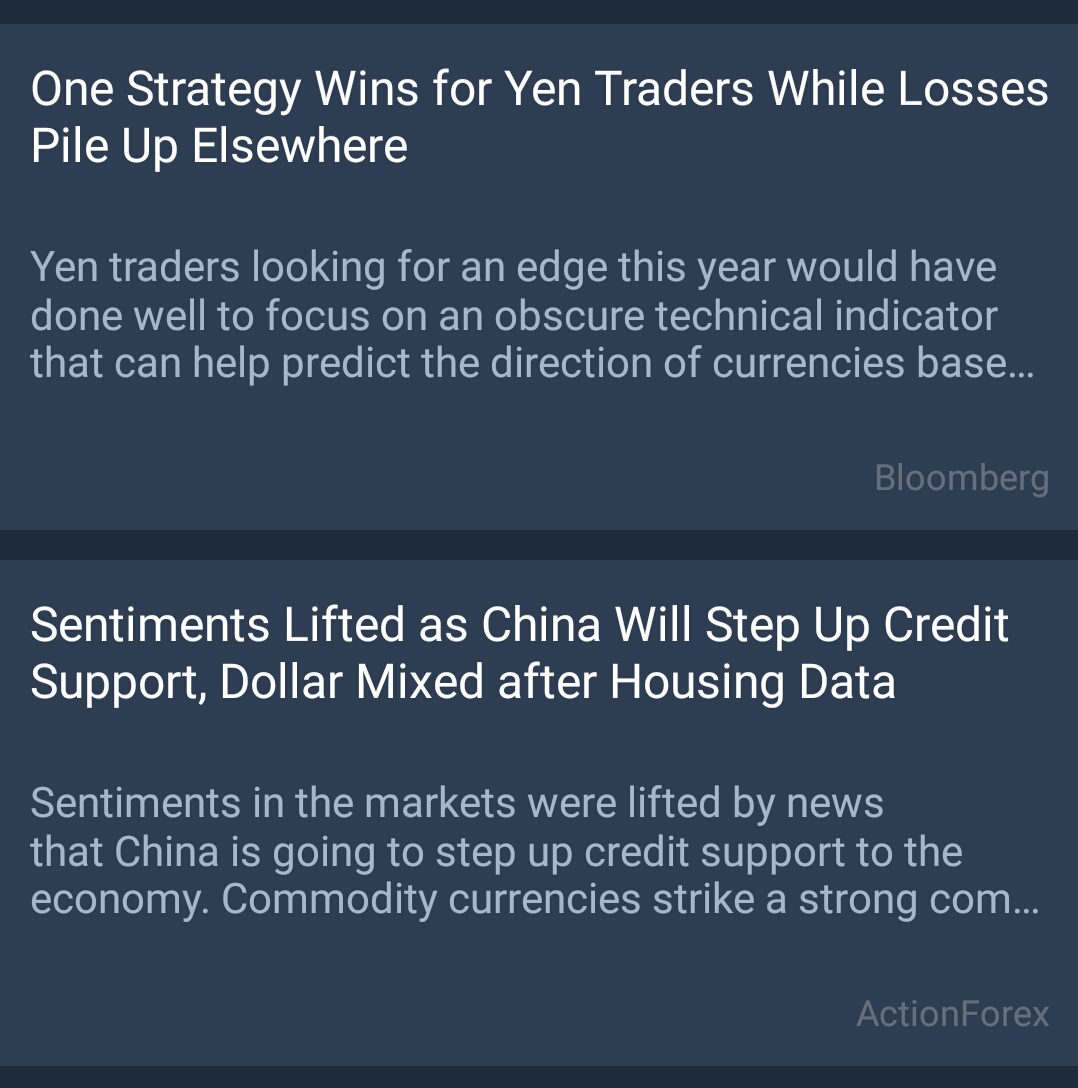 One Strategy Wins for Yen Traders While Losses
Pile Up Elsewhere
Yen traders looking for an edge this year would have
done well to focus on an obscure technical indicator
that can help predict the direction of currencies base…
Bloomberg
Sentiments Lifted as China Will Step Up Credit
Support, Dollar Mixed after Housing Data
Sentiments in the markets were lifted by news
that China is going to step up credit support to the
economy. Commodity currencies strike a strong com…
ActionForex